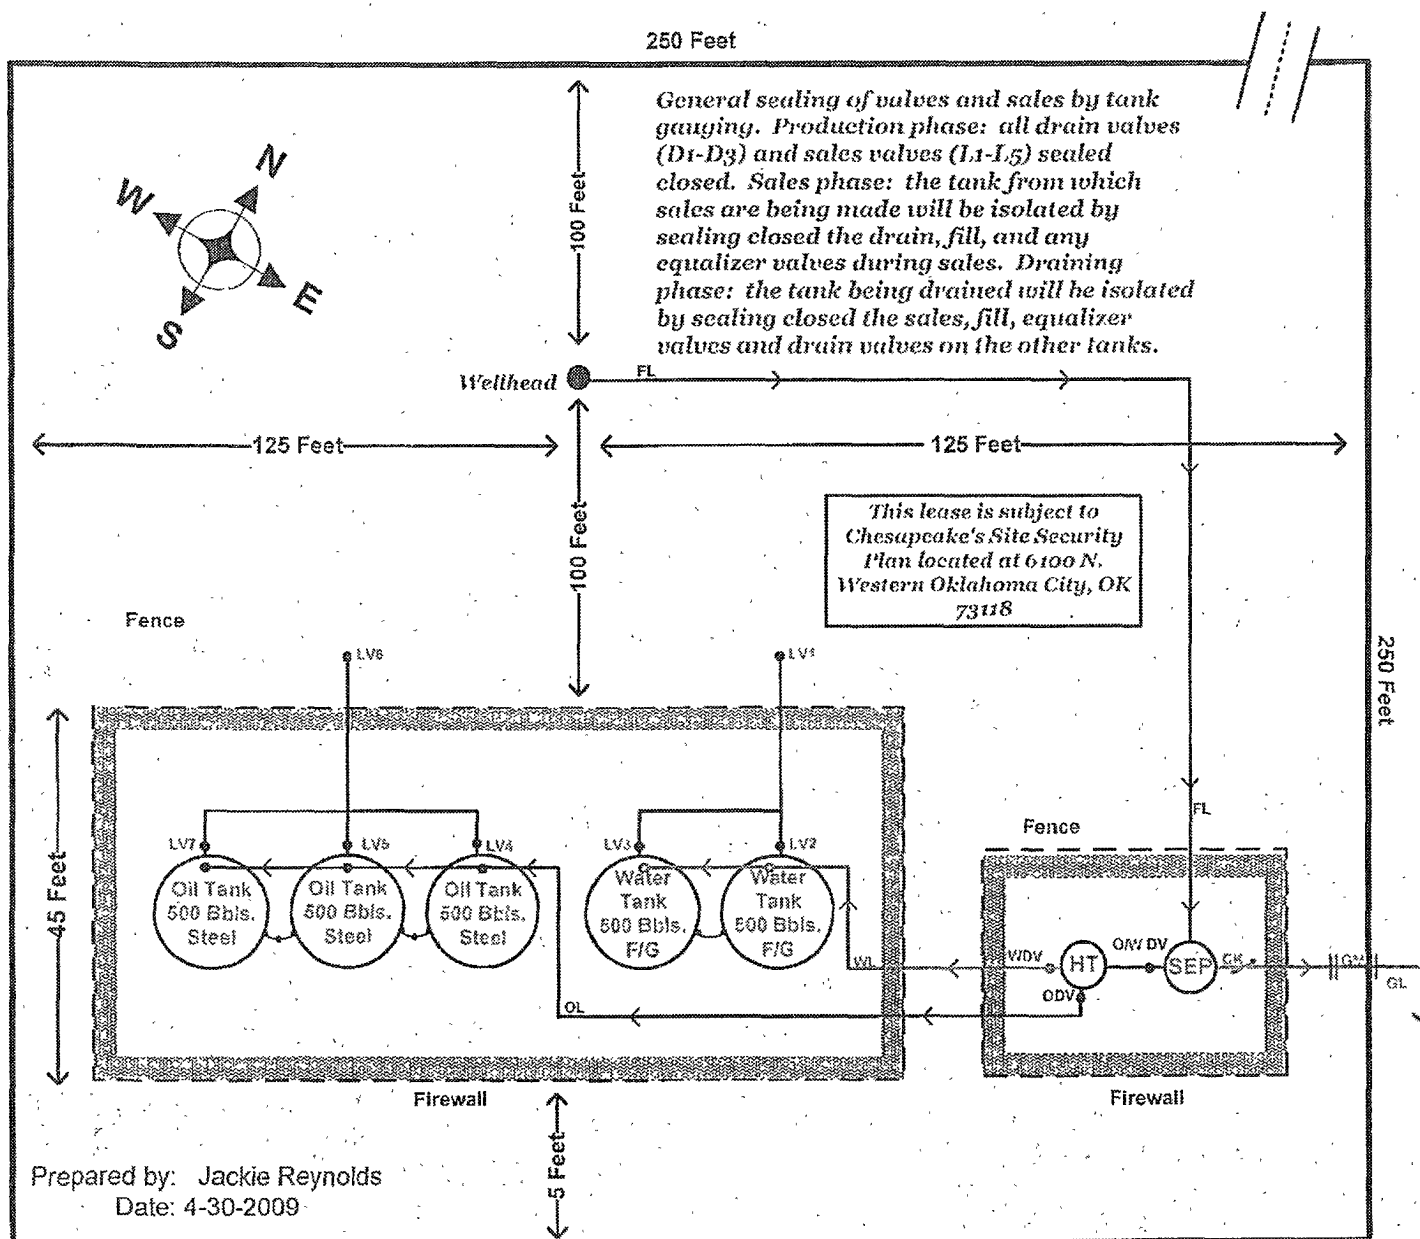 250 Feet
General sealing of valves and sales by tank
gauging. Production phase: all drain valves
(D1-D3) and sales valves (L1-L5) sealed
closed. Sales phase: the tank from which
sales are being made will be isolated by
sealing closed the drain, fill, and any
equalizer valves during sales. Draining
phase: the tank being drained will be isolated
by sealing closed the sales, fill, equalizer
valves and drain valves on the other tanks.
N
W
E
S
100 Feet
Wellhead
FL
125 Feet
125 Feet
100 Feet
This lease is subject to
Chesapeake's Site Security
Plan located at 6100 N.
Western Oklahoma City, OK
73118
Fence
250 Feet
LV6
LV1
FL
Fence
45 Feet
LV7
LV5
LV4
LV3
LV2
Oil Tank
500 Bbls.
Steel
Oil Tank
500 Bbls.
Steel
Oil Tank
500 Bbls.
Steel
Water
Tank
500 Bbls.
F/G
Water
Tank
500 Bbls.
F/G
WL
WDV
HT
O/W DV
SEP
CK
GM
GL
ODV
OL
Firewall
Firewall
5 Feet
Prepared by: Jackie Reynolds
Date: 4-30-2009